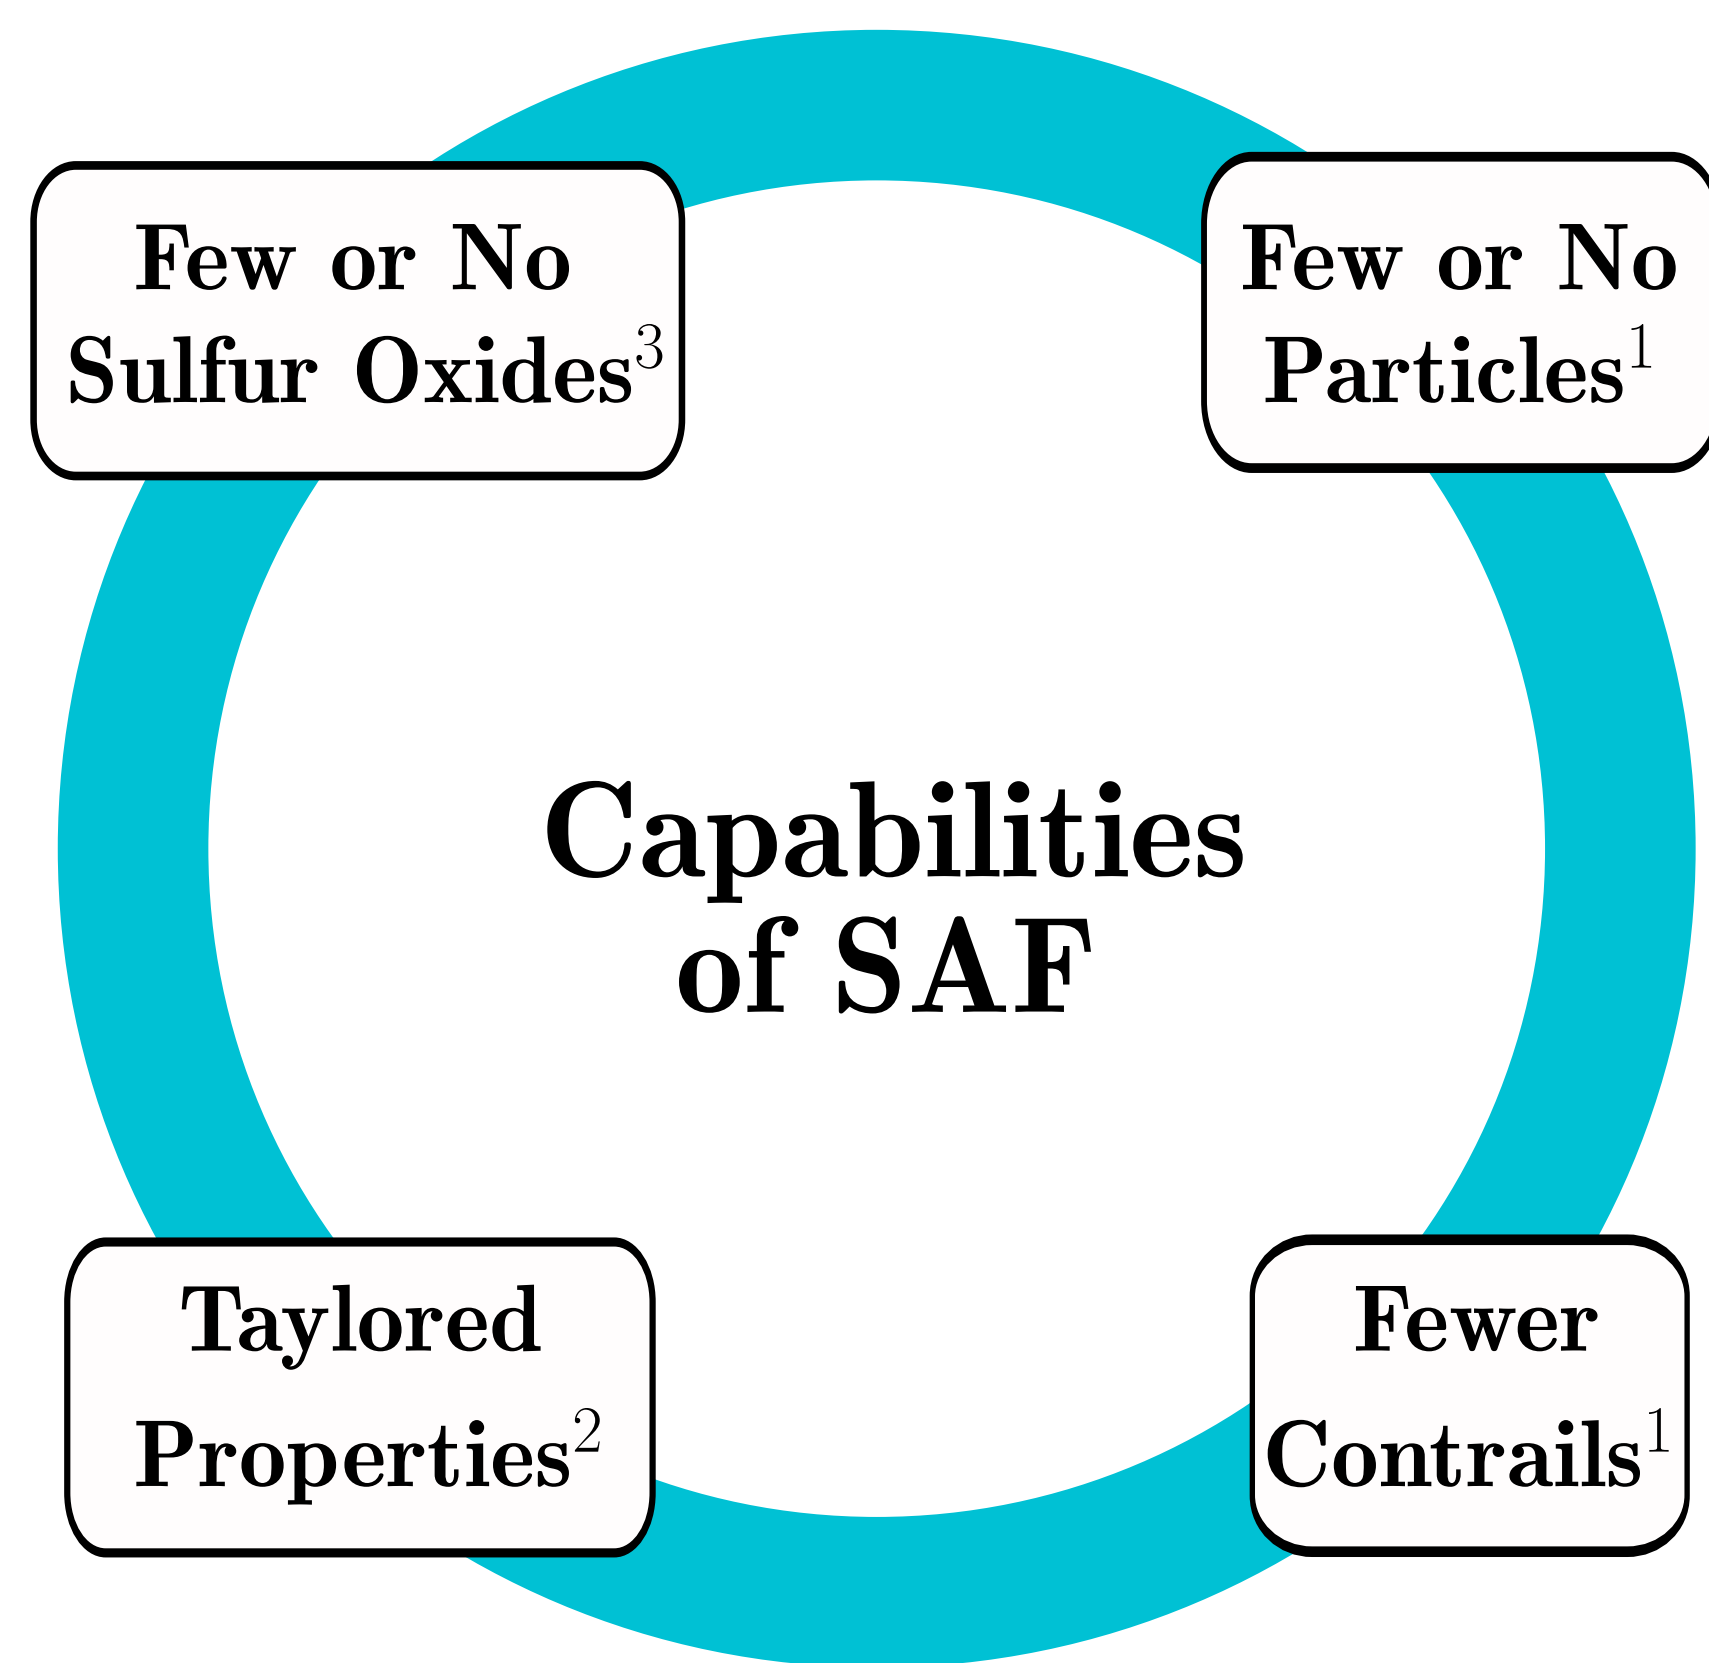 Few or No
Sulfur Oxides³
Few or No
Particles¹
Capabilities
of SAF
Taylored
Properties²
Fewer
Contrails¹